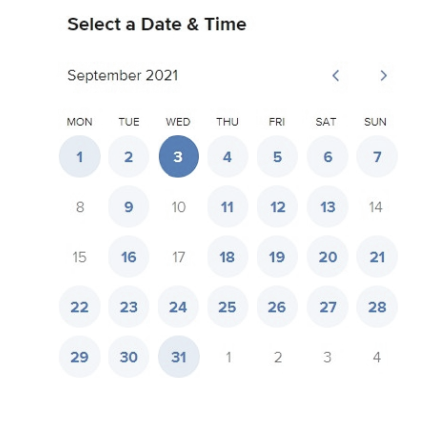 Select a Date & Time
September 2021
MON TUE WED THU FRI SAT SUN
1 2 3 4 5 6 7
8 9 10 11 12 13 14
15 16 17 18 19 20 21
22 23 24 25 26 27 28
29 30 31 1 2 3 4